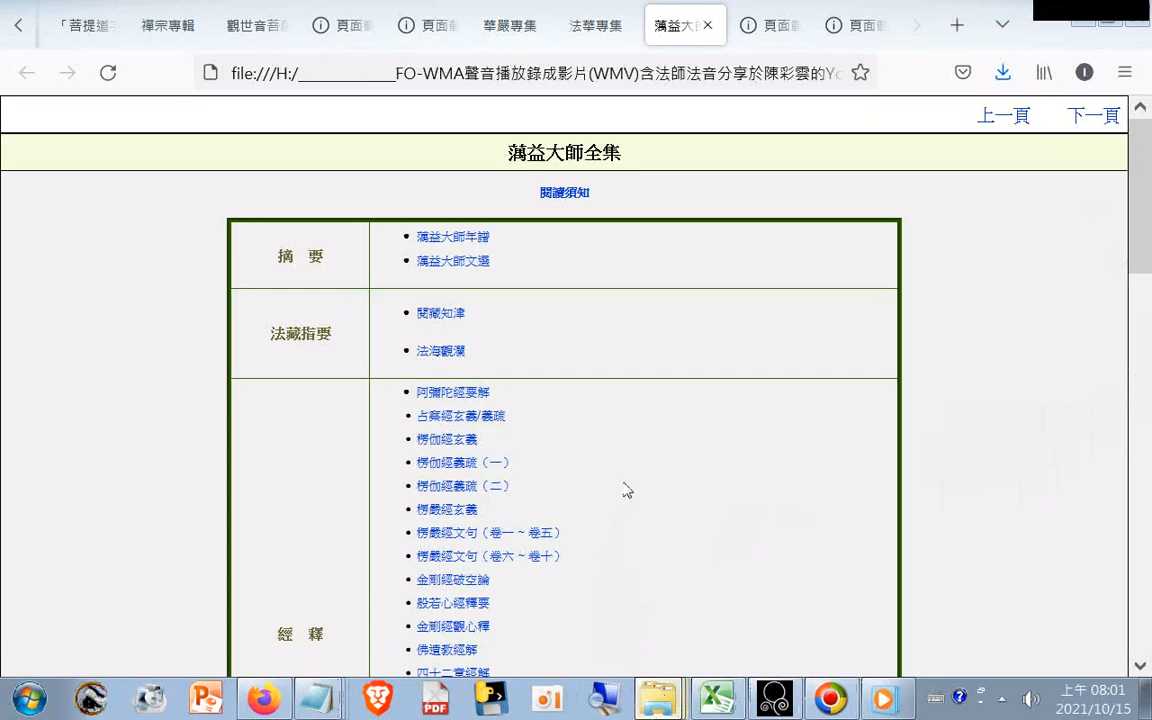 「菩提道
禪宗專輯
觀世音菩
頁面載
頁面載
華嚴專集
法華專集
蕅益大師
頁面載
頁面載
file:///H:/____________FO-WMA聲音播放錄成影片(WMV)含法師法音分享於陳彩雲的Yo
上一頁 下一頁
蕅益大師全集
閱讀須知
摘 要
蕅益大師年譜
蕅益大師文選
法藏指要
閱藏知津
法海觀瀾
經 釋
阿彌陀經要解
占察經玄義/義疏
楞伽經玄義
楞伽經義疏（一）
楞伽經義疏（二）
楞嚴經玄義
楞嚴經文句（卷一～卷五）
楞嚴經文句（卷六～卷十）
金剛經破空論
般若心經釋要
金剛經觀心釋
佛遺教經解
四十二章經解
上午 08:01
2021/10/15